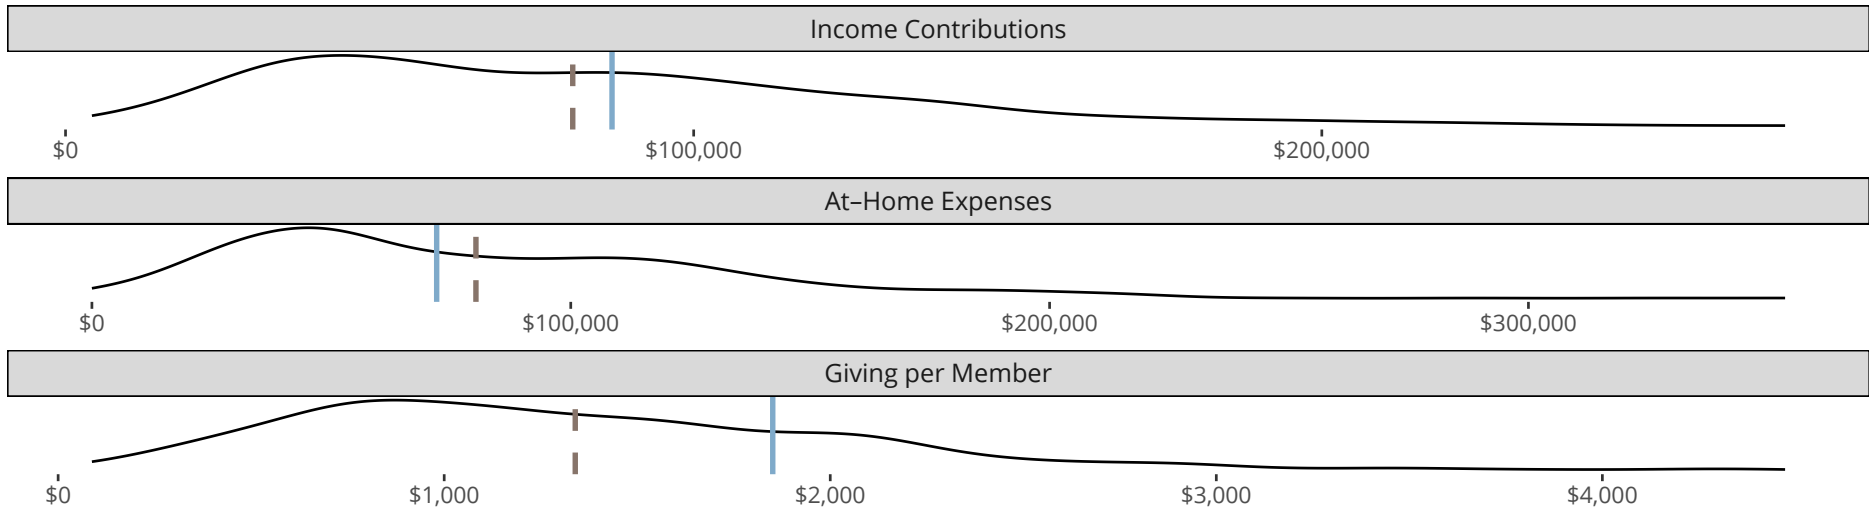 Income Contributions
$0 $100,000 $200,000
At–Home Expenses
$0 $100,000 $200,000 $300,000
Giving per Member
$0 $1,000 $2,000 $3,000 $4,000